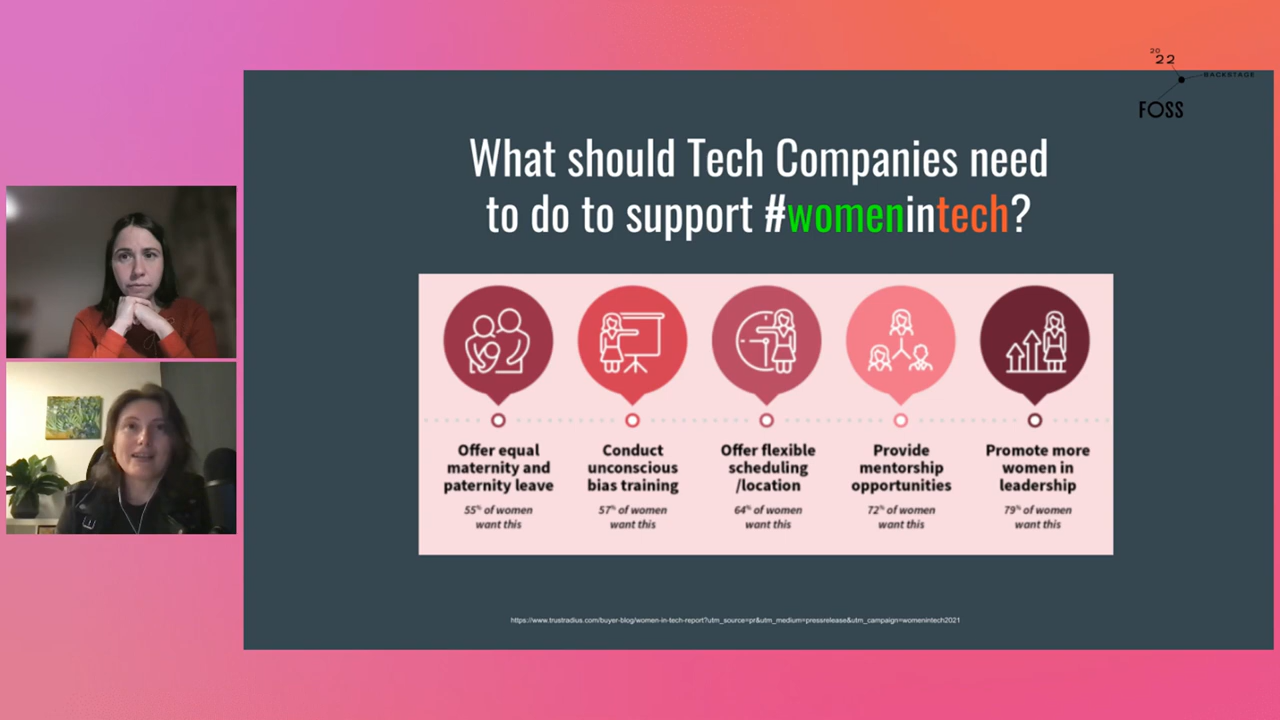 20
22
BACKSTAGE
FOSS
What should Tech Companies need
to do to support #womenintech?
Offer equal
maternity and
paternity leave
55% of women
want this
Conduct
unconscious
bias training
57% of women
want this
Offer flexible
scheduling
/location
64% of women
want this
Provide
mentorship
opportunities
72% of women
want this
Promote more
women in
leadership
79% of women
want this
https://www.trustradius.com/buyer-blog/women-in-tech-report?utm_source=pr&utm_medium=pressrelease&utm_campaign=womenintech2021